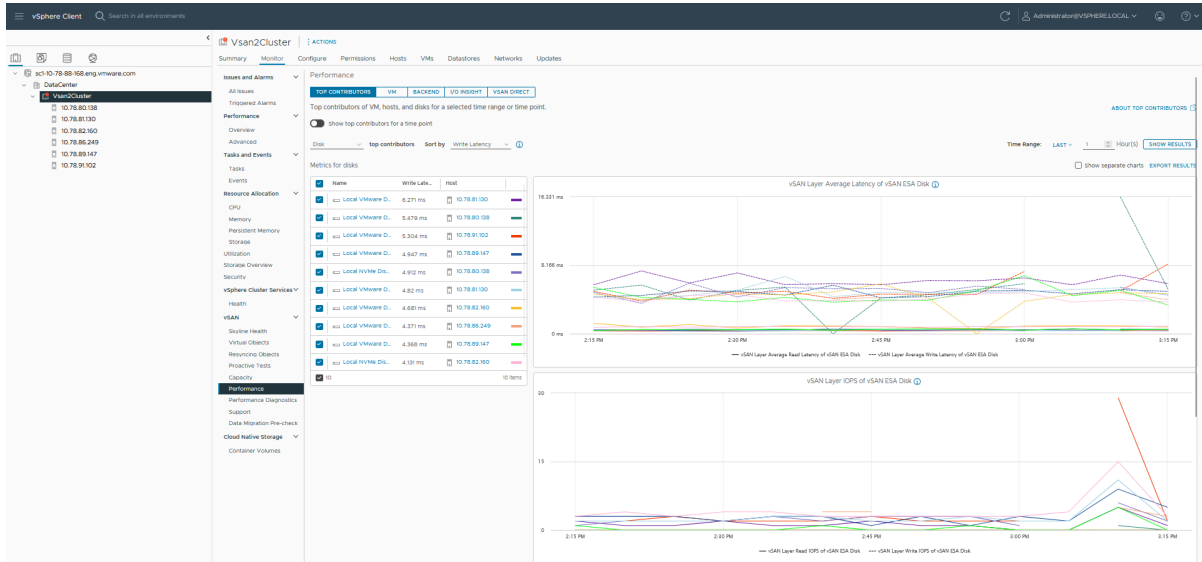 vSphere Client
Search in all environments
Administrator@VSPHERE.LOCAL
sc1-10-78-88-168.eng.vmware.com
DataCenter
Vsan2Cluster
10.78.80.138
10.78.81.130
10.78.82.160
10.78.86.249
10.78.89.147
10.78.91.102
Vsan2Cluster
ACTIONS
Summary Monitor Configure Permissions Hosts VMs Datastores Networks Updates
Issues and Alarms
All Issues
Triggered Alarms
Performance
Overview
Advanced
Tasks and Events
Tasks
Events
Resource Allocation
CPU
Memory
Persistent Memory
Storage
Utilization
Storage Overview
Security
vSphere Cluster Services
Health
vSAN
Skyline Health
Virtual Objects
Resyncing Objects
Proactive Tests
Capacity
Performance
Performance Diagnostics
Support
Data Migration Pre-check
Cloud Native Storage
Container Volumes
Performance
TOP CONTRIBUTORS VM BACKEND I/O INSIGHT VSAN DIRECT
Top contributors of VM, hosts, and disks for a selected time range or time point.
ABOUT TOP CONTRIBUTORS
Show top contributors for a time point
Disk top contributors Sort by Write Latency
Time Range: LAST 1 Hour(s) SHOW RESULTS
Metrics for disks
Show separate charts EXPORT RESULTS
Name Write Late... Host
Local VMware D... 6.271 ms 10.78.81.130
Local VMware D... 5.479 ms 10.78.80.138
Local VMware D... 5.304 ms 10.78.91.102
Local VMware D... 4.947 ms 10.78.89.147
Local NVMe Dis... 4.912 ms 10.78.80.138
Local VMware D... 4.82 ms 10.78.81.130
Local VMware D... 4.681 ms 10.78.82.160
Local VMware D... 4.371 ms 10.78.86.249
Local VMware D... 4.368 ms 10.78.89.147
Local NVMe Dis... 4.131 ms 10.78.82.160
10 10 items
vSAN Layer Average Latency of vSAN ESA Disk
16.331 ms
8.166 ms
0 ms
2:15 PM 2:30 PM 2:45 PM 3:00 PM 3:15 PM
vSAN Layer Average Read Latency of vSAN ESA Disk vSAN Layer Average Write Latency of vSAN ESA Disk
vSAN Layer IOPS of vSAN ESA Disk
30
15
0
2:15 PM 2:30 PM 2:45 PM 3:00 PM 3:15 PM
vSAN Layer Read IOPS of vSAN ESA Disk vSAN Layer Write IOPS of vSAN ESA Disk